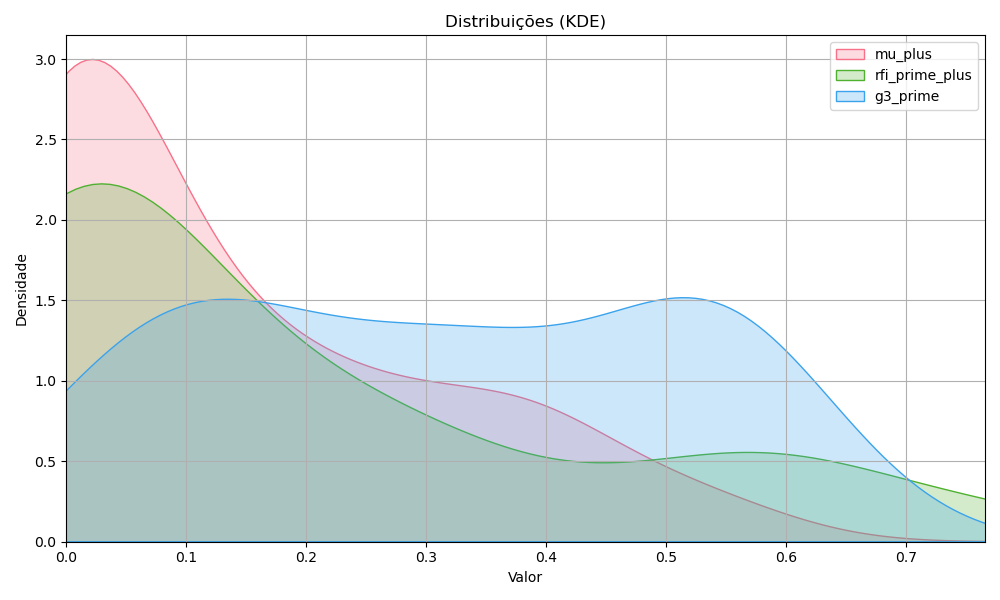 Distribuições (KDE)
mu_plus
rfi_prime_plus
g3_prime
Densidade
3.0
2.5
2.0
1.5
1.0
0.5
0.0
0.0 0.1 0.2 0.3 0.4 0.5 0.6 0.7
Valor